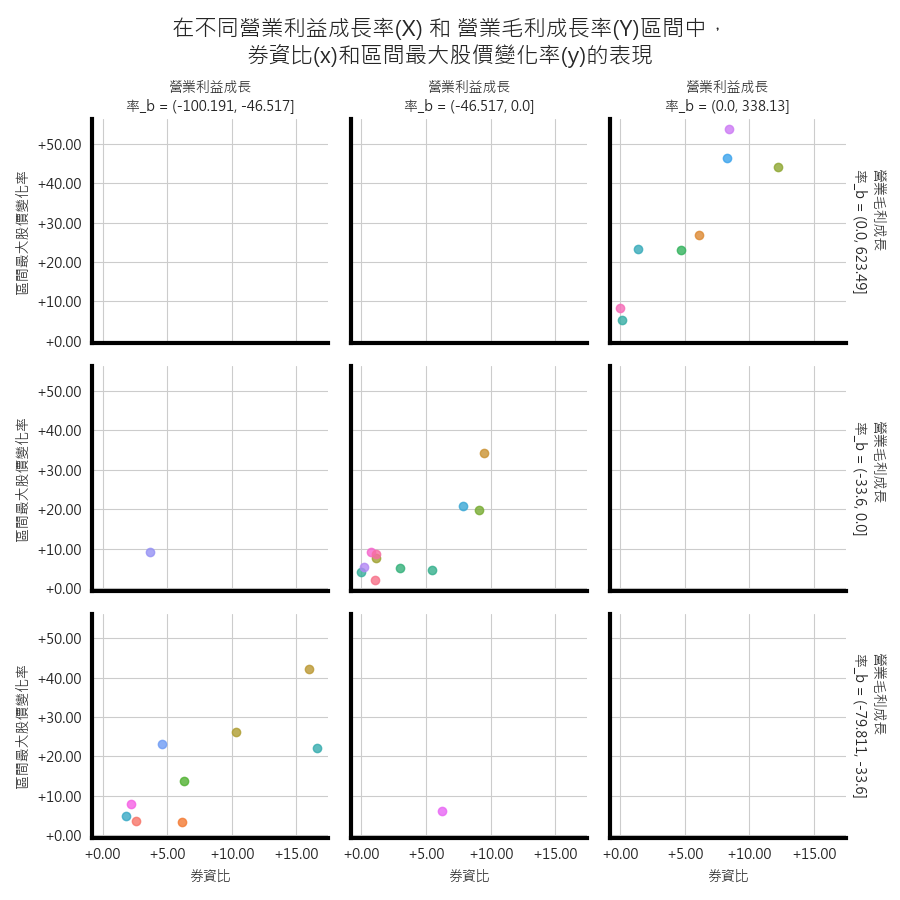 在不同營業利益成長率(X) 和 營業毛利成長率(Y)區間中，
券資比(x)和區間最大股價變化率(y)的表現
營業利益成長
率_b = (-100.191, -46.517]
營業利益成長
率_b = (-46.517, 0.0]
營業利益成長
率_b = (0.0, 338.13]
+50.00
+40.00
+30.00
+20.00
+10.00
+0.00
區間最大股價變化率
營業毛利成長
率_b = (0.0, 623.49]
+50.00
+40.00
+30.00
+20.00
+10.00
+0.00
區間最大股價變化率
營業毛利成長
率_b = (-33.6, 0.0]
+50.00
+40.00
+30.00
+20.00
+10.00
+0.00
區間最大股價變化率
營業毛利成長
率_b = (-79.811, -33.6]
+0.00 +5.00 +10.00 +15.00
券資比
+0.00 +5.00 +10.00 +15.00
券資比
+0.00 +5.00 +10.00 +15.00
券資比